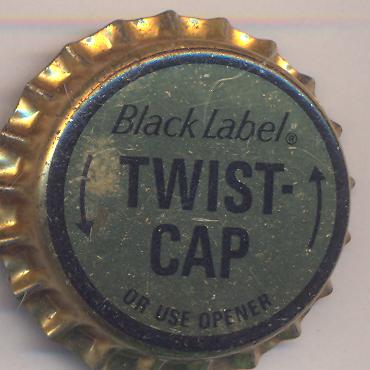 Black Label®
TWIST-
CAP
OR USE OPENER